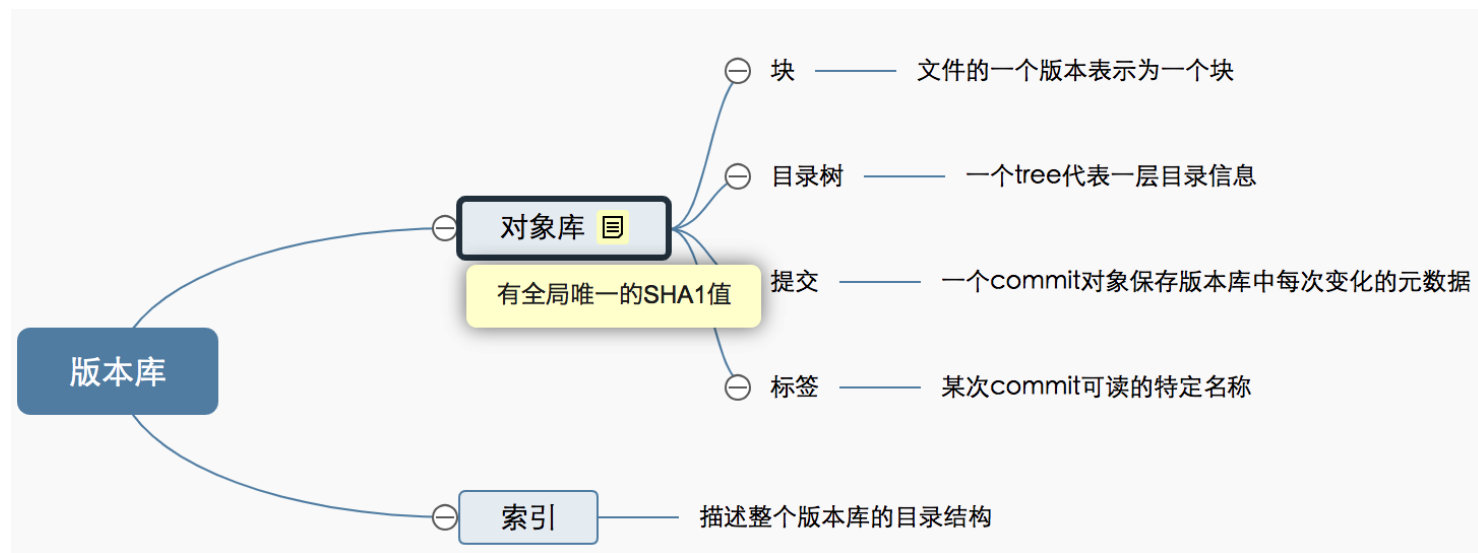 块
文件的一个版本表示为一个块
目录树
一个tree代表一层目录信息
对象库
有全局唯一的SHA1值
提交
一个commit对象保存版本库中每次变化的元数据
版本库
标签
某次commit可读的特定名称
索引
描述整个版本库的目录结构